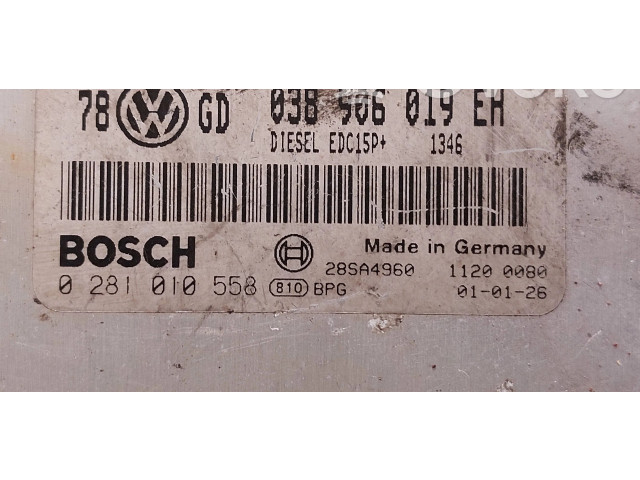 78 VW GD 038 906 019 EH
DIESEL EDC15P+ 1346
BOSCH Made in Germany
28SA4960 1120 0080
0 281 010 558 810 BPG 01-01-26